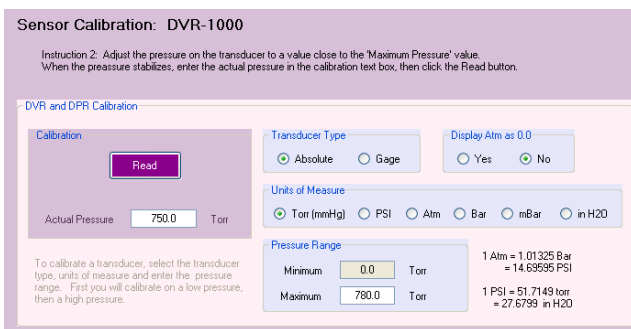 Sensor Calibration: DVR-1000
Instruction 2: Adjust the pressure on the transducer to a value close to the 'Maximum Pressure' value.
When the preassure stabilizes, enter the actual pressure in the calibration text box, then click the Read button.
DVR and DPR Calibration
Calibration
Read
Actual Pressure 750.0 Torr
To calibrate a transducer, select the transducer
type, units of measure and enter the pressure
range. First you will calibrate on a low pressure,
then a high pressure.
Transducer Type
Absolute Gage
Display Atm as 0.0
Yes No
Units of Measure
Torr (mmHg) PSI Atm Bar mBar in H2O
Pressure Range
Minimum 0.0 Torr
Maximum 780.0 Torr
1 Atm = 1.01325 Bar
= 14.69595 PSI
1 PSI = 51.7149 torr
= 27.6799 in H2O